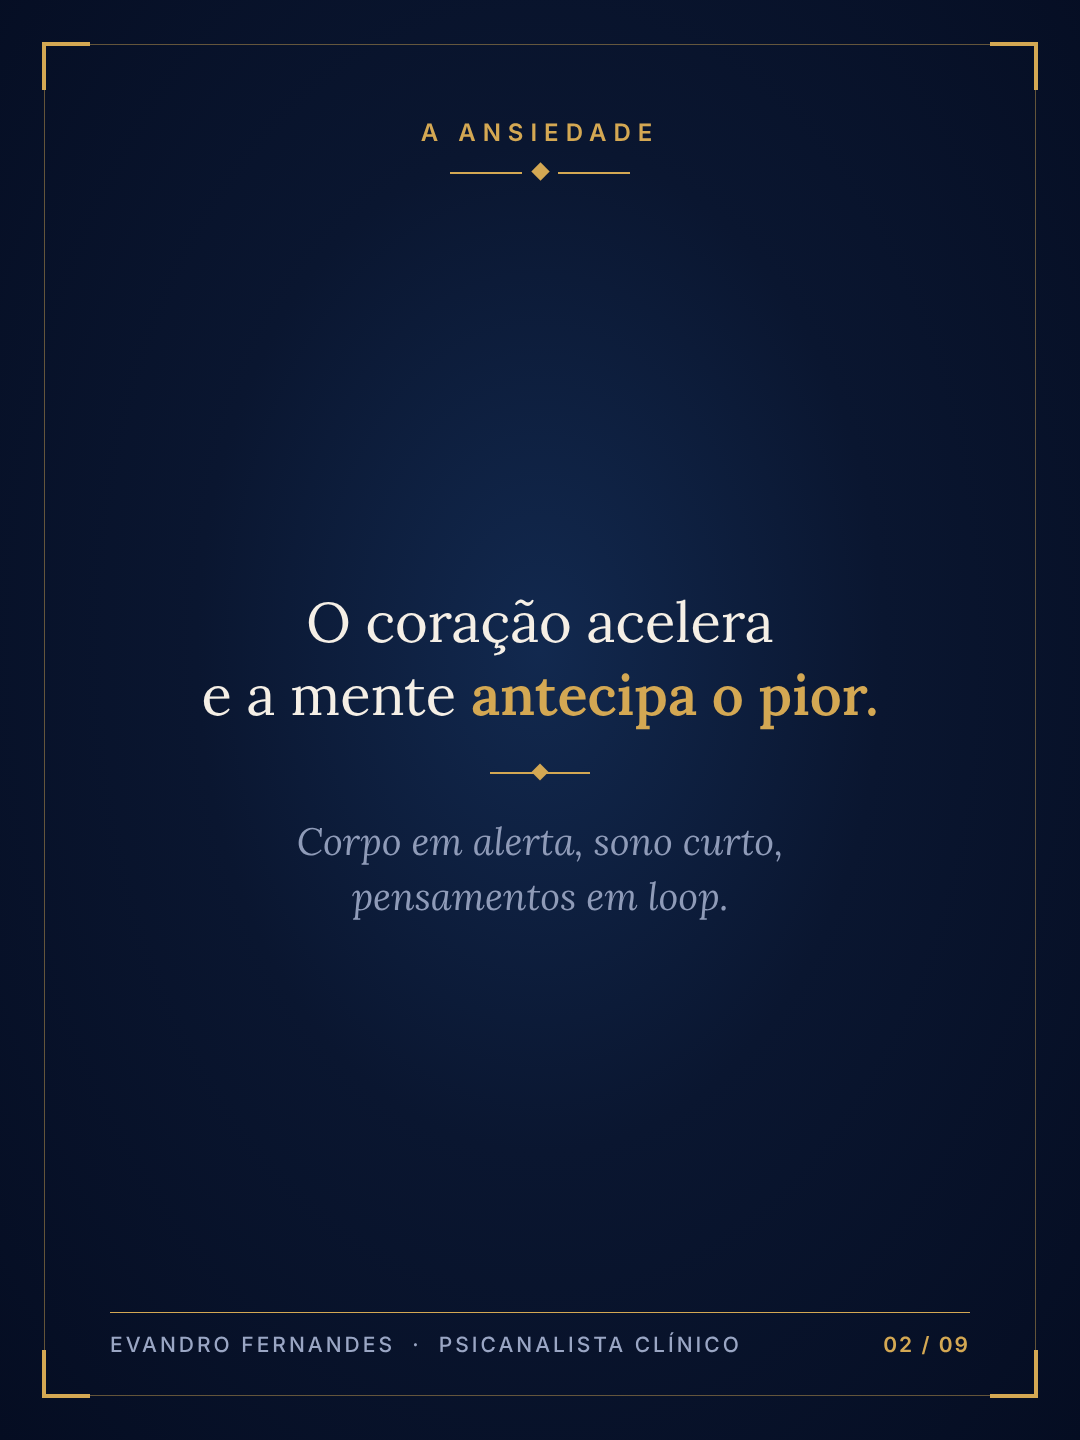 A ANSIEDADE
O coração acelera
e a mente antecipa o pior.
Corpo em alerta, sono curto,
pensamentos em loop.
EVANDRO FERNANDES · PSICANALISTA CLÍNICO 02 / 09